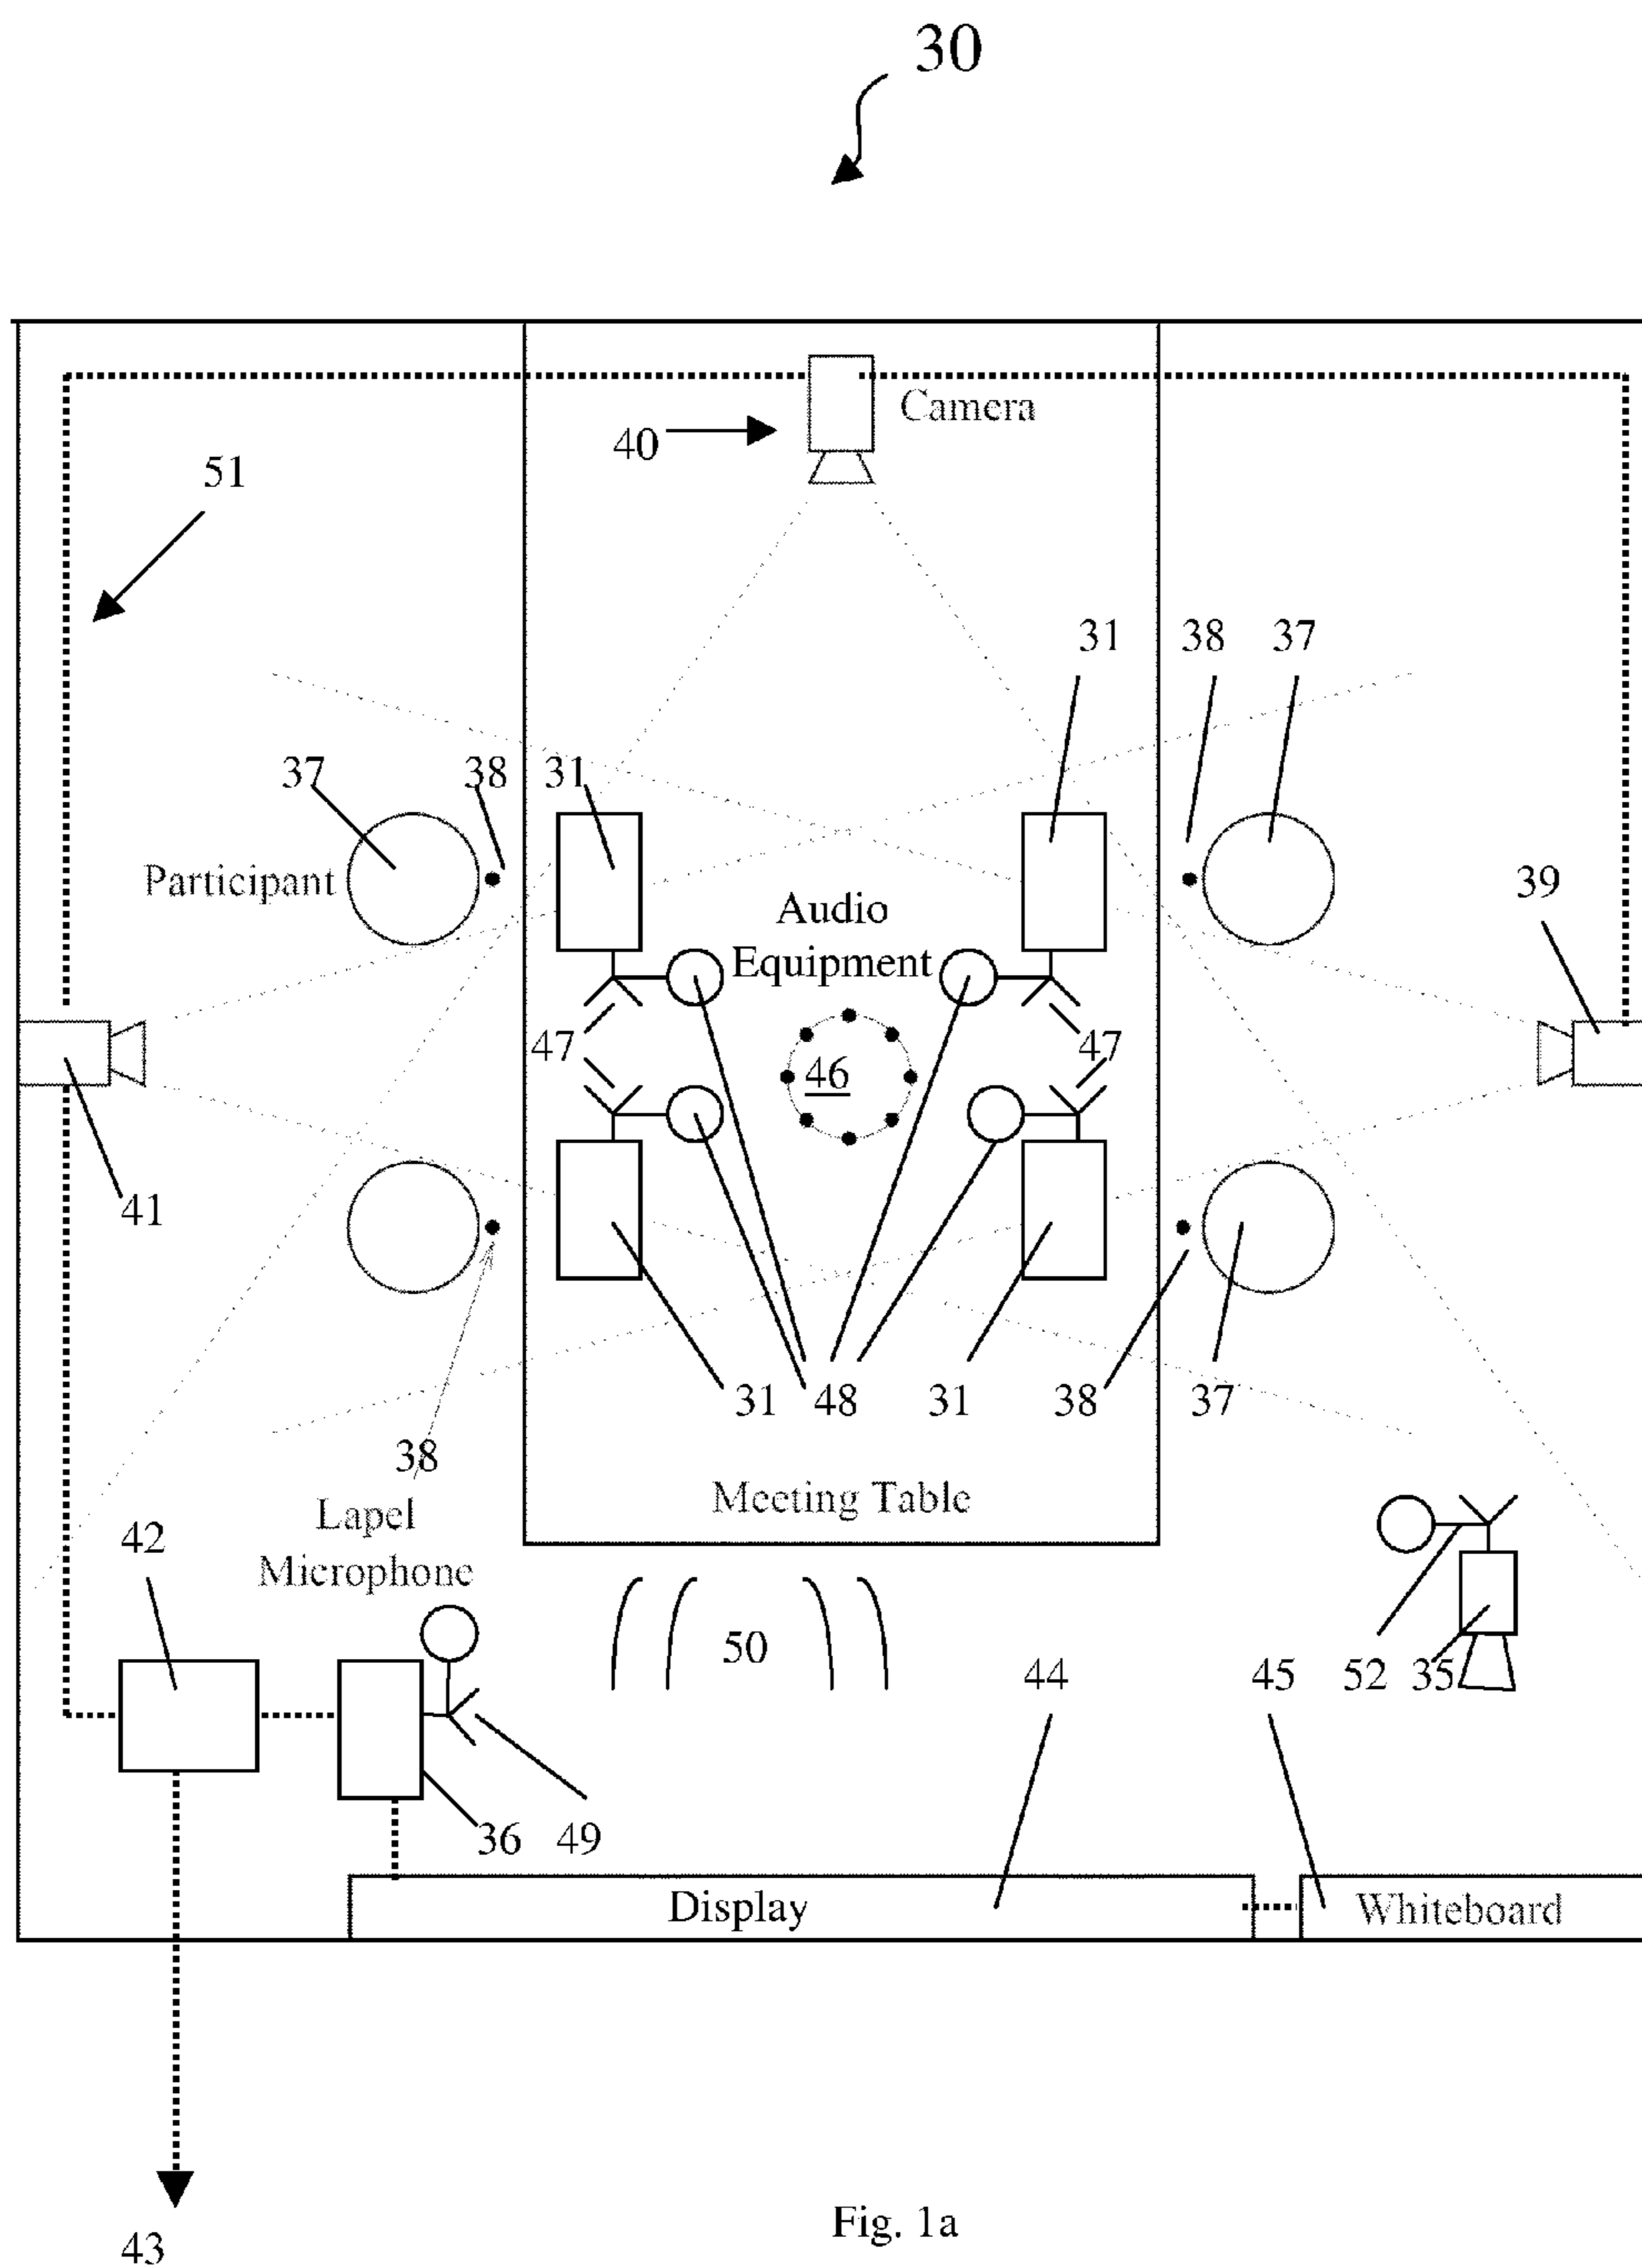 30
Camera
40
51
31 38 37
37 38 31
Participant
Audio
Equipment
39
47 47
46
41
31 48 31 38 37
38
Meeting Table
Lapel
Microphone
42
50 44 45 52 35
36 49
Display
Whiteboard
43
Fig. 1a